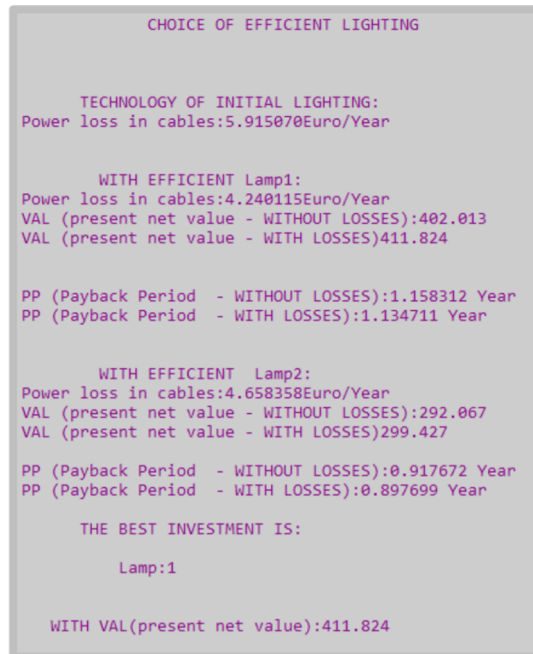 CHOICE OF EFFICIENT LIGHTING
TECHNOLOGY OF INITIAL LIGHTING:
Power loss in cables:5.915070Euro/Year
WITH EFFICIENT Lamp1:
Power loss in cables:4.240115Euro/Year
VAL (present net value - WITHOUT LOSSES):402.013
VAL (present net value - WITH LOSSES)411.824
PP (Payback Period  - WITHOUT LOSSES):1.158312 Year
PP (Payback Period  - WITH LOSSES):1.134711 Year
WITH EFFICIENT  Lamp2:
Power loss in cables:4.658358Euro/Year
VAL (present net value - WITHOUT LOSSES):292.067
VAL (present net value - WITH LOSSES)299.427
PP (Payback Period  - WITHOUT LOSSES):0.917672 Year
PP (Payback Period  - WITH LOSSES):0.897699 Year
THE BEST INVESTMENT IS:
Lamp:1
WITH VAL(present net value):411.824